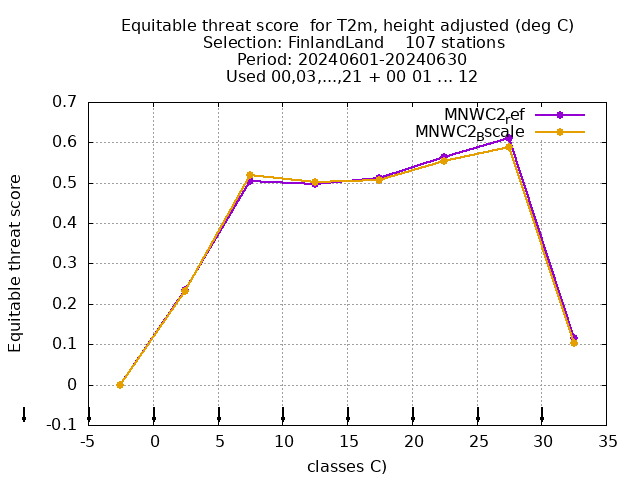 Equitable threat score  for T2m, height adjusted (deg C)
Selection: FinlandLand    107 stations
Period: 20240601-20240630
Used 00,03,...,21 + 00 01 ... 12
MNWC2ref
MNWC2Bscale
0.7
0.6
0.5
0.4
0.3
0.2
0.1
0
-0.1
Equitable threat score
-5 0 5 10 15 20 25 30 35
classes C)